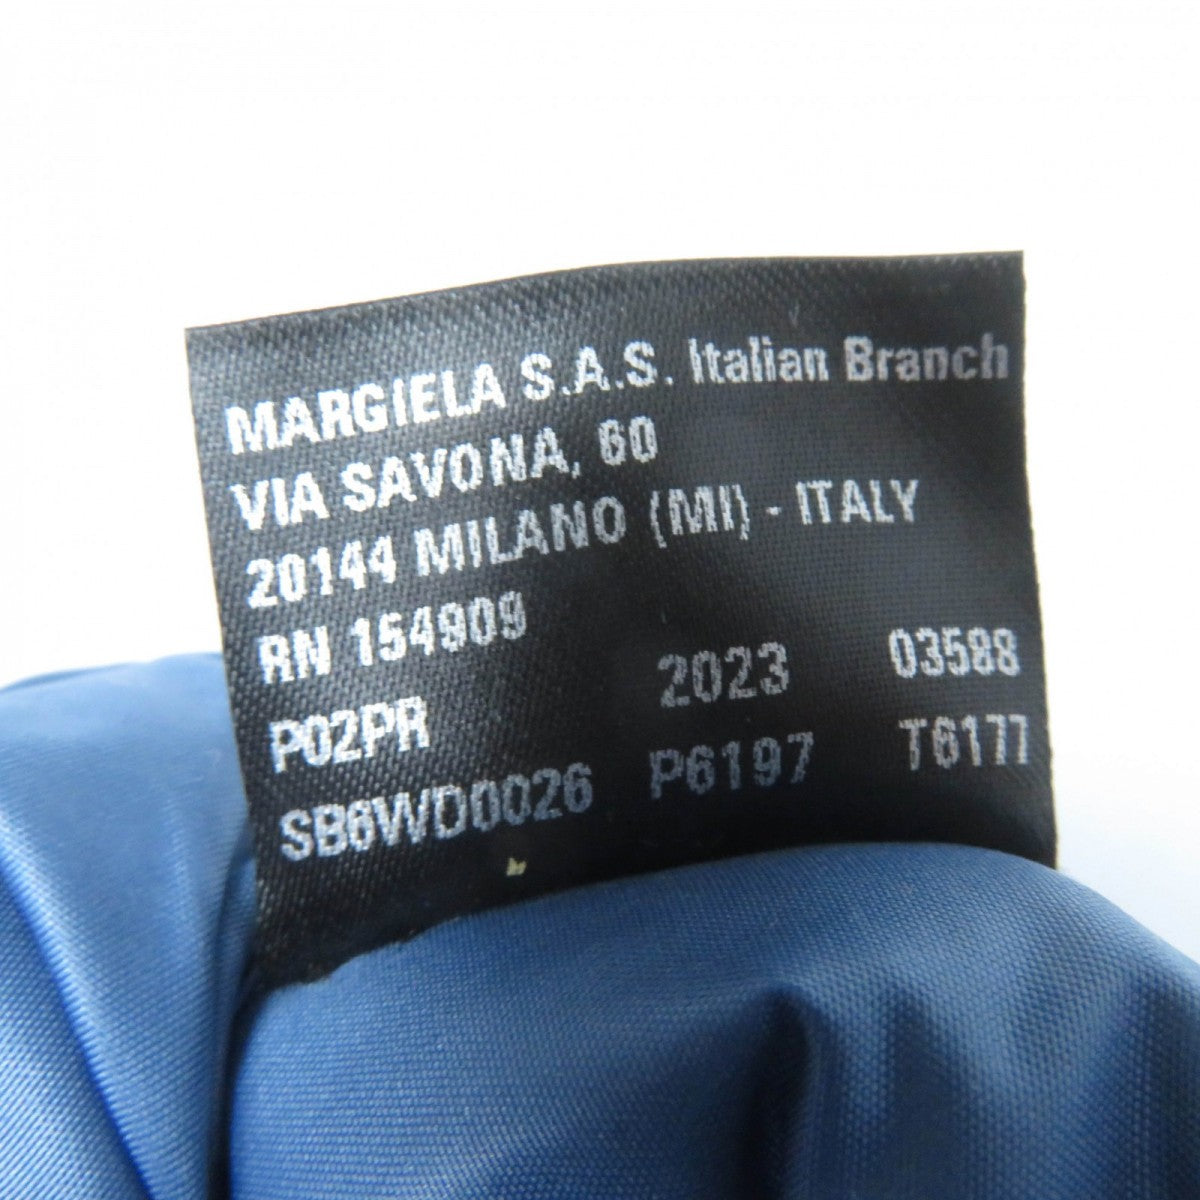 MARGIELA S.A.S. Italian Branch
VIA SAVONA, 60
20144 MILANO (MI) - ITALY
RN 154909
P02PR 2023 03588
SB6WD0026 P6197 T6177